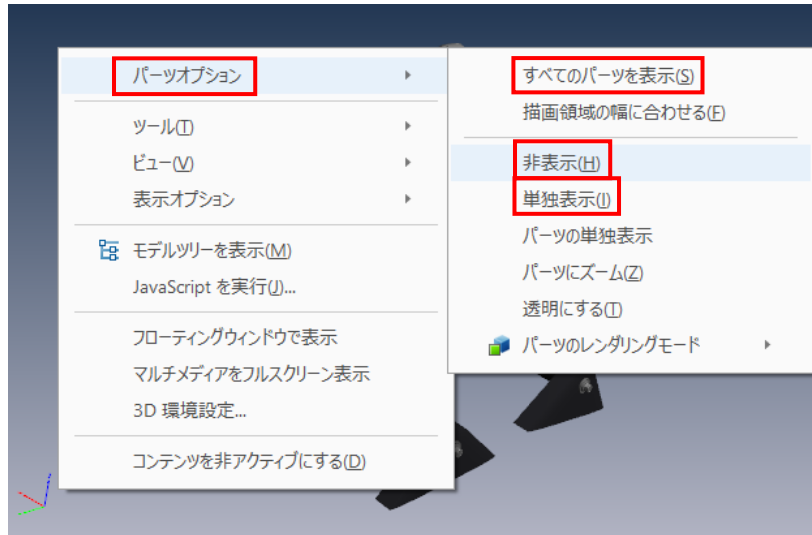 パーツオプション
ツール(T)
ビュー(V)
表示オプション
モデルツリーを表示(M)
JavaScript を実行(J)...
フローティングウィンドウで表示
マルチメディアをフルスクリーン表示
3D 環境設定...
コンテンツを非アクティブにする(D)
すべてのパーツを表示(S)
描画領域の幅に合わせる(F)
非表示(H)
単独表示(I)
パーツの単独表示
パーツにズーム(Z)
透明にする(T)
パーツのレンダリングモード